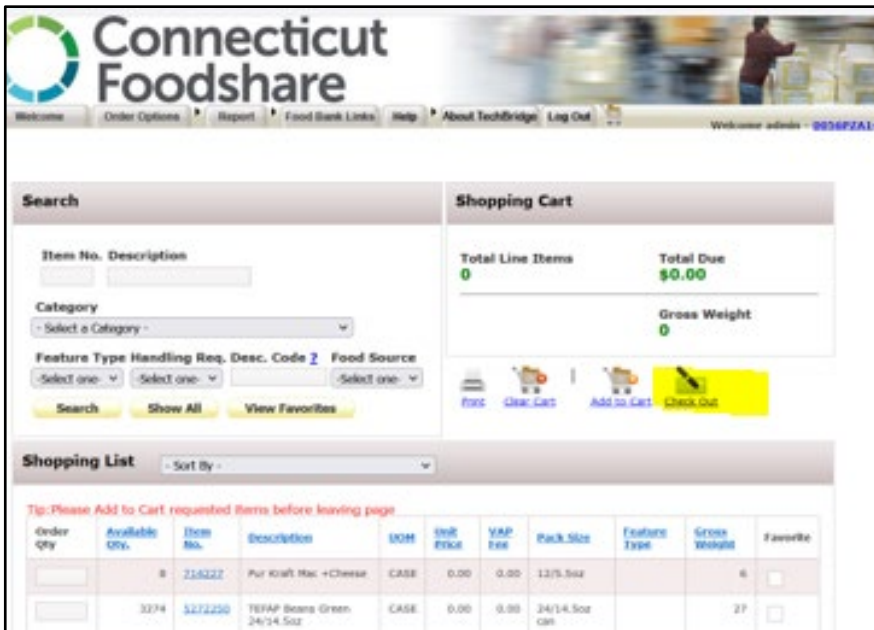 Connecticut
Foodshare
Welcome Order Options Report Food Bank Links Help About TechBridge Log Out
Welcome admin - 0056PZA1
Search
Shopping Cart
Item No. Description
Total Line Items Total Due
0 $0.00
Category
- Select a Category -
Gross Weight
0
Feature Type Handling Req. Desc. Code ? Food Source
-Select one- -Select one- -Select one-
Print Clear Cart Add to Cart Check Out
Search Show All View Favorites
Shopping List - Sort By -
Tip:Please Add to Cart requested items before leaving page
Order Qty Available Qty. Item No. Description UOM Unit Price VAP Fee Pack Size Feature Type Gross Weight Favorite
8 714227 Pur Kraft Mac +Cheese CASE 0.00 0.00 12/5.5oz 6
3274 5272250 TEFAP Beans Green CASE 0.00 0.00 24/14.5oz 27
24/14.5oz can